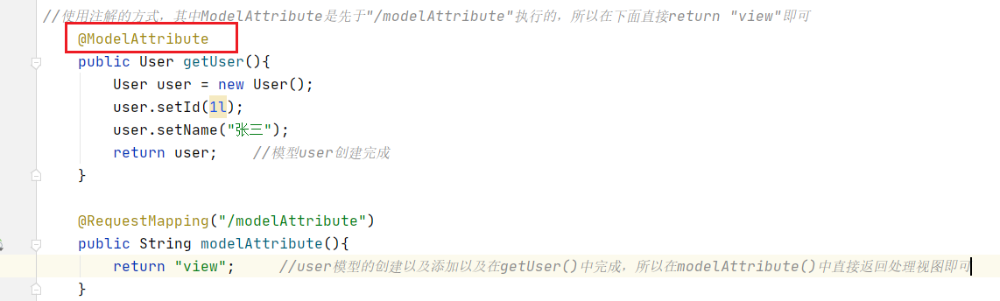 //使用注解的方式，其中ModelAttribute是先于"/modelAttribute"执行的，所以在下面直接return "view"即可
@ModelAttribute
public User getUser(){
User user = new User();
user.setId(1l);
user.setName("张三");
return user; //模型user创建完成
}
@RequestMapping("/modelAttribute")
public String modelAttribute(){
return "view"; //user模型的创建以及添加以及在getUser()中完成，所以在modelAttribute()中直接返回处理视图即可
}